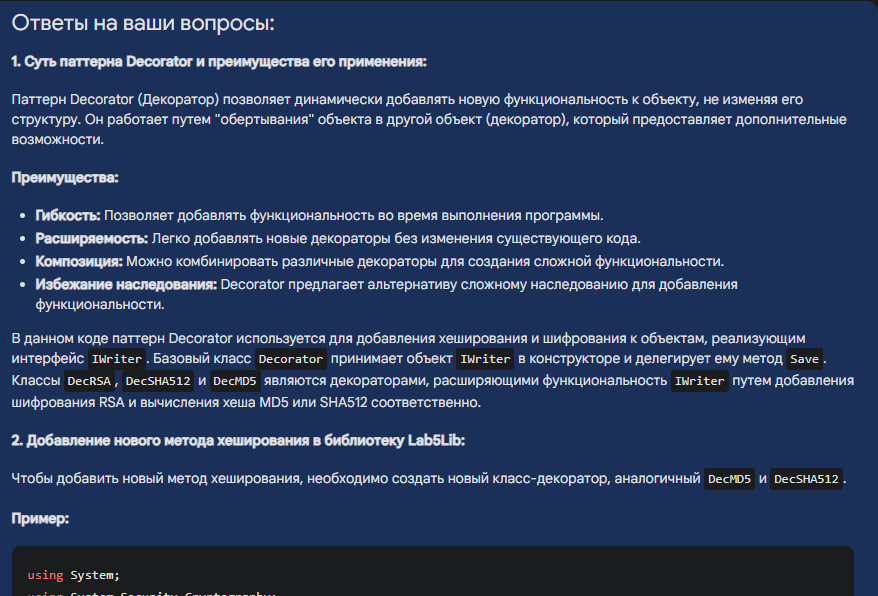 Ответы на ваши вопросы:
1. Суть паттерна Decorator и преимущества его применения:
Паттерн Decorator (Декоратор) позволяет динамически добавлять новую функциональность к объекту, не изменяя его
структуру. Он работает путем "обертывания" объекта в другой объект (декоратор), который предоставляет дополнительные
возможности.
Преимущества:
• Гибкость: Позволяет добавлять функциональность во время выполнения программы.
• Расширяемость: Легко добавлять новые декораторы без изменения существующего кода.
• Композиция: Можно комбинировать различные декораторы для создания сложной функциональности.
• Избежание наследования: Decorator предлагает альтернативу сложному наследованию для добавления
функциональности.
В данном коде паттерн Decorator используется для добавления хеширования и шифрования к объектам, реализующим
интерфейс IWriter. Базовый класс Decorator принимает объект IWriter в конструкторе и делегирует ему метод Save.
Классы DecRSA, DecSHA512 и DecMD5 являются декораторами, расширяющими функциональность IWriter путем добавления
шифрования RSA и вычисления хеша MD5 или SHA512 соответственно.
2. Добавление нового метода хеширования в библиотеку Lab5Lib:
Чтобы добавить новый метод хеширования, необходимо создать новый класс-декоратор, аналогичный DecMD5 и DecSHA512.
Пример:
using System;
using System.Security.Cryptography;